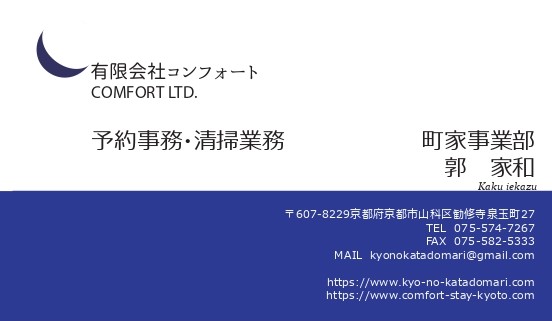 有限会社コンフォート
COMFORT LTD.
予約事務・清掃業務
町家事業部
郭 家和
Kaku iekazu
〒607-8229京都府京都市山科区勧修寺泉玉町27
TEL 075-574-7267
FAX 075-582-5333
MAIL kyonokatadomari@gmail.com
https://www.kyo-no-katadomari.com
https://www.comfort-stay-kyoto.com